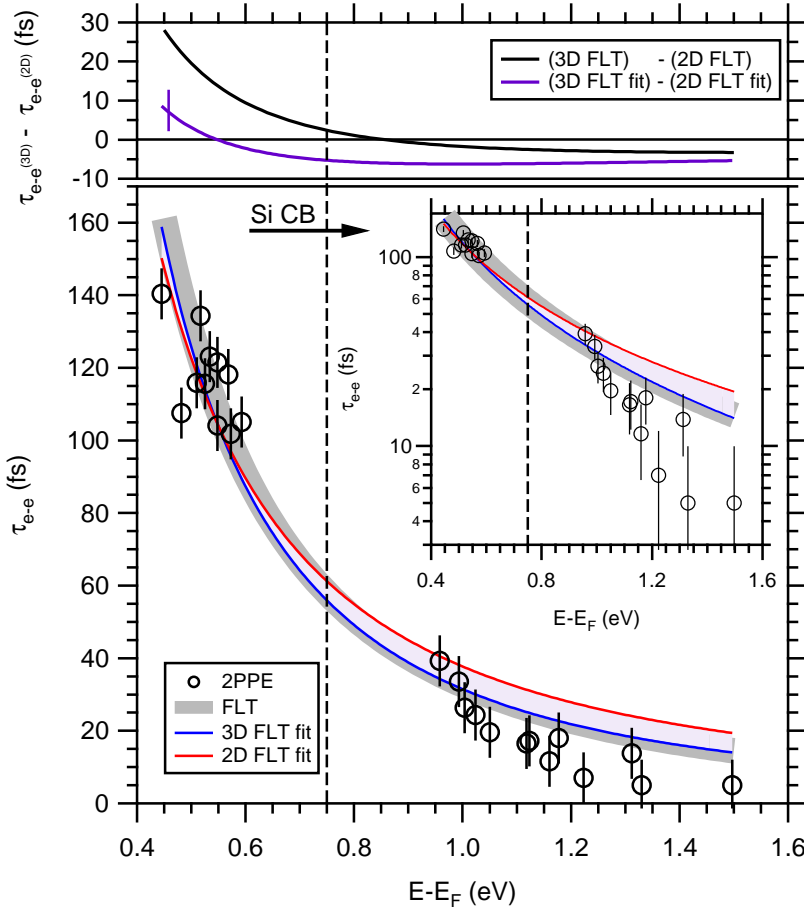 30
20
10
0
-10
τe-e(3D) - τe-e(2D) (fs)
(3D FLT) - (2D FLT)
(3D FLT fit) - (2D FLT fit)
160
140
120
100
80
60
40
20
0
τe-e (fs)
Si CB
2PPE
FLT
3D FLT fit
2D FLT fit
0.4 0.6 0.8 1.0 1.2 1.4 1.6
E-EF (eV)
100
6
4
2
10
8
6
4
3
τe-e (fs)
0.4 0.8 1.2 1.6
E-EF (eV)